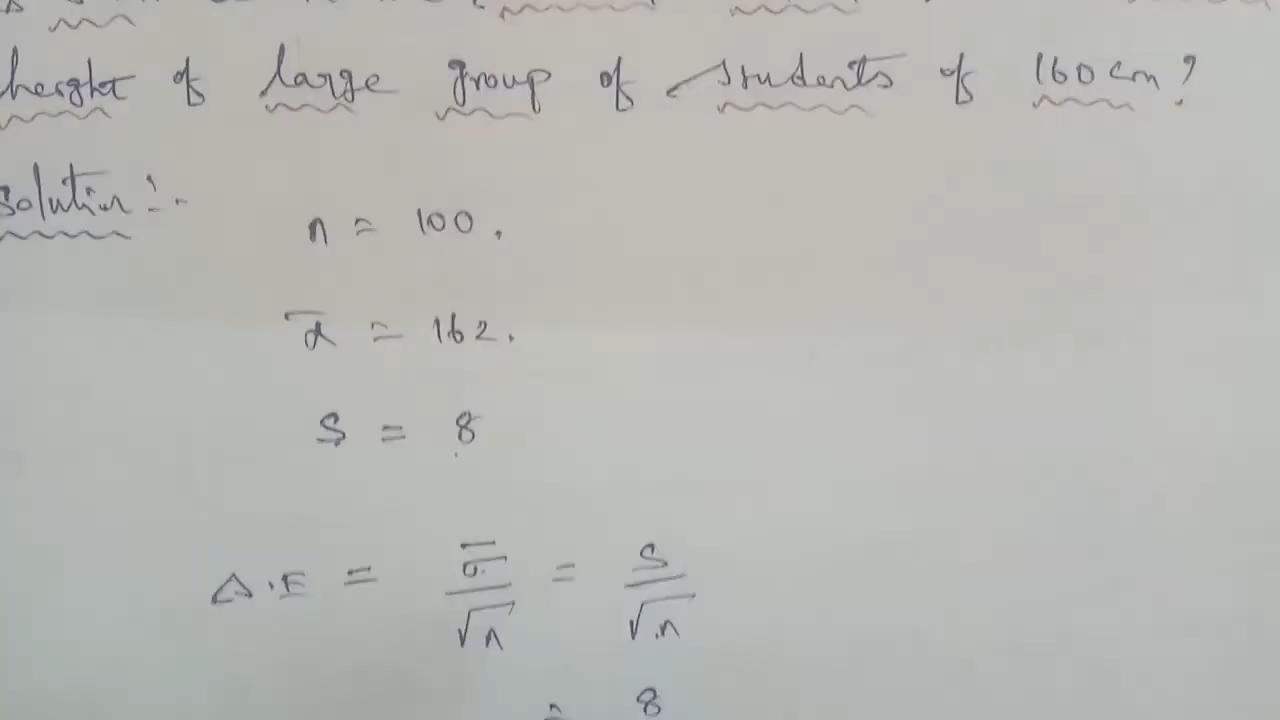 height of large group of students of 160 cm?
solution:-
n = 100.
x̄ = 162.
S = 8
S.E = σ/√n = S/√n
= 8